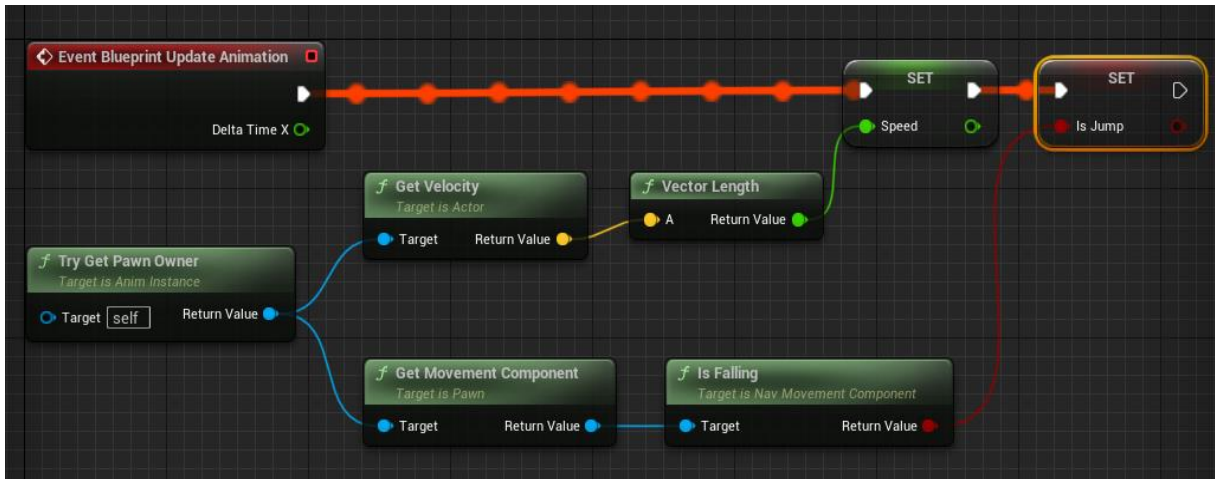 Event Blueprint Update Animation
Delta Time X
SET
Speed
SET
Is Jump
f Get Velocity
Target is Actor
Target
Return Value
f Vector Length
A
Return Value
f Try Get Pawn Owner
Target is Anim Instance
Target self
Return Value
f Get Movement Component
Target is Pawn
Target
Return Value
f Is Falling
Target is Nav Movement Component
Target
Return Value